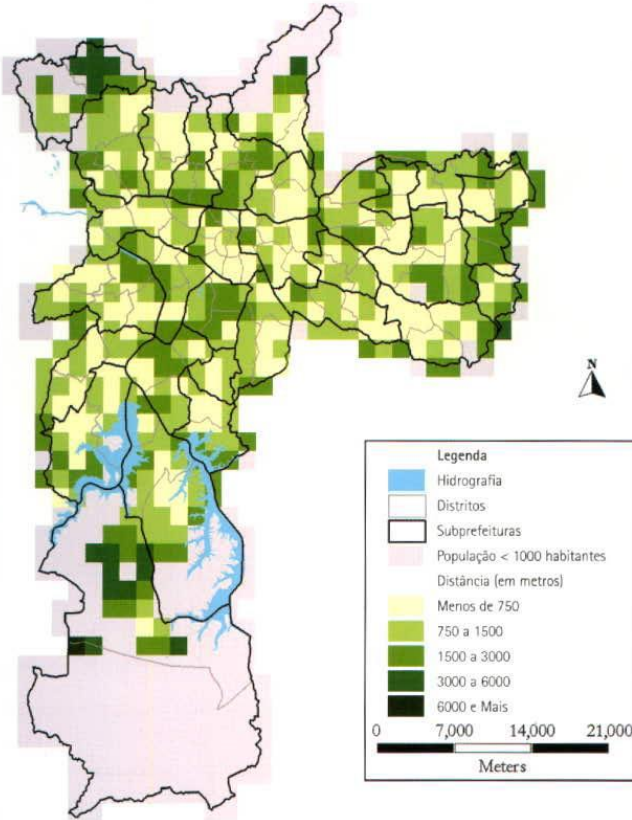 N
Legenda
Hidrografia
Distritos
Subprefeituras
População < 1000 habitantes
Distância (em metros)
Menos de 750
750 a 1500
1500 a 3000
3000 a 6000
6000 e Mais
0 7,000 14,000 21,000
Meters